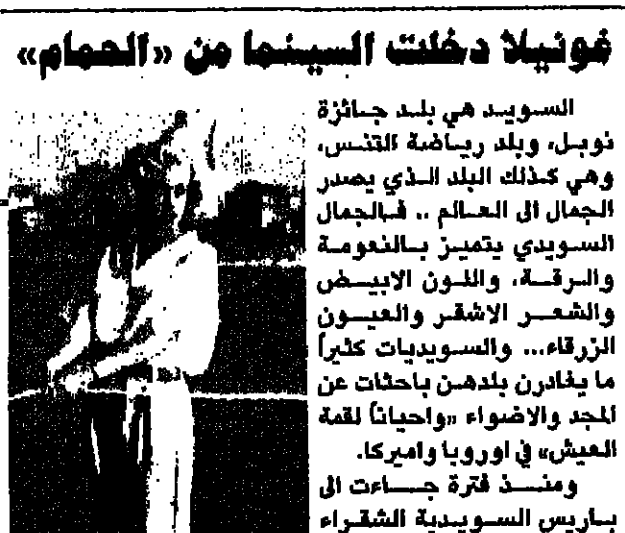 غونيلا دخلت السينما من «الحمام»
السويد هي بلد جائزة
نوبل، وبلد رياضة التنس،
وهي كذلك البلد الذي يصدر
الجمال الى العالم .. فالجمال
السويدي يتميز بالنعومة
والرقة، واللون الابيض
والشعر الاشقر والعيون
الزرقاء... والسويديات كثيراً
ما يغادرن بلدهن باحثات عن
المجد والاضواء «واحياناً لقمة
العيش» في اوروبا واميركا.
ومنذ فترة جاءت الى
باريس السويدية الشقراء